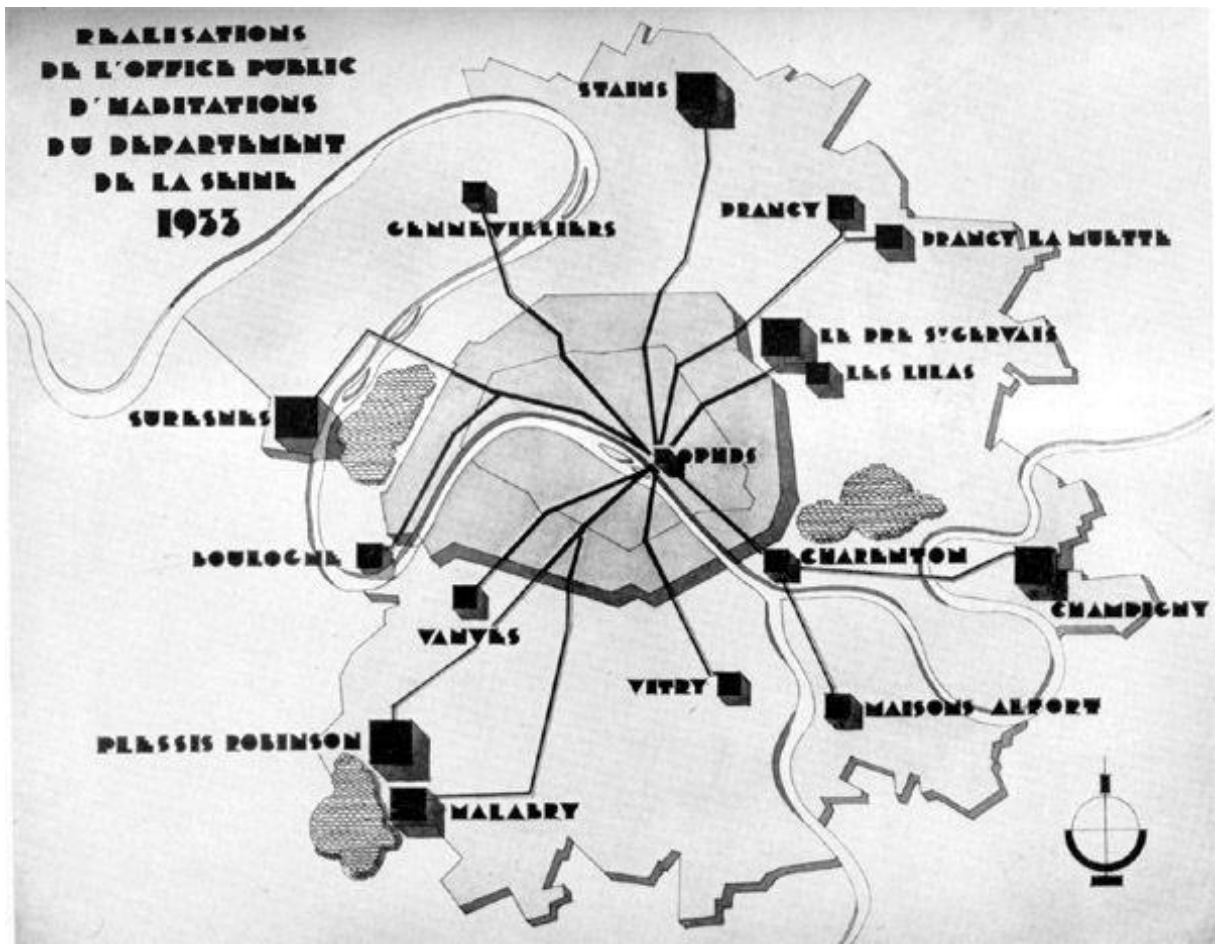 REALISATIONS
DE L'OFFICE PUBLIC
D'HABITATIONS
DU DEPARTEMENT
DE LA SEINE
1933
STAINS
GENNEVILLIERS
DRANCY
DRANCY LA MUETTE
LE PRE ST GERVAIS
LES LILAS
SURESNES
OPHDS
BOULOGNE
CHARENTON
CHAMPIGNY
VANVES
VITRY
MAISONS ALFORT
PLESSIS ROBINSON
MALABRY